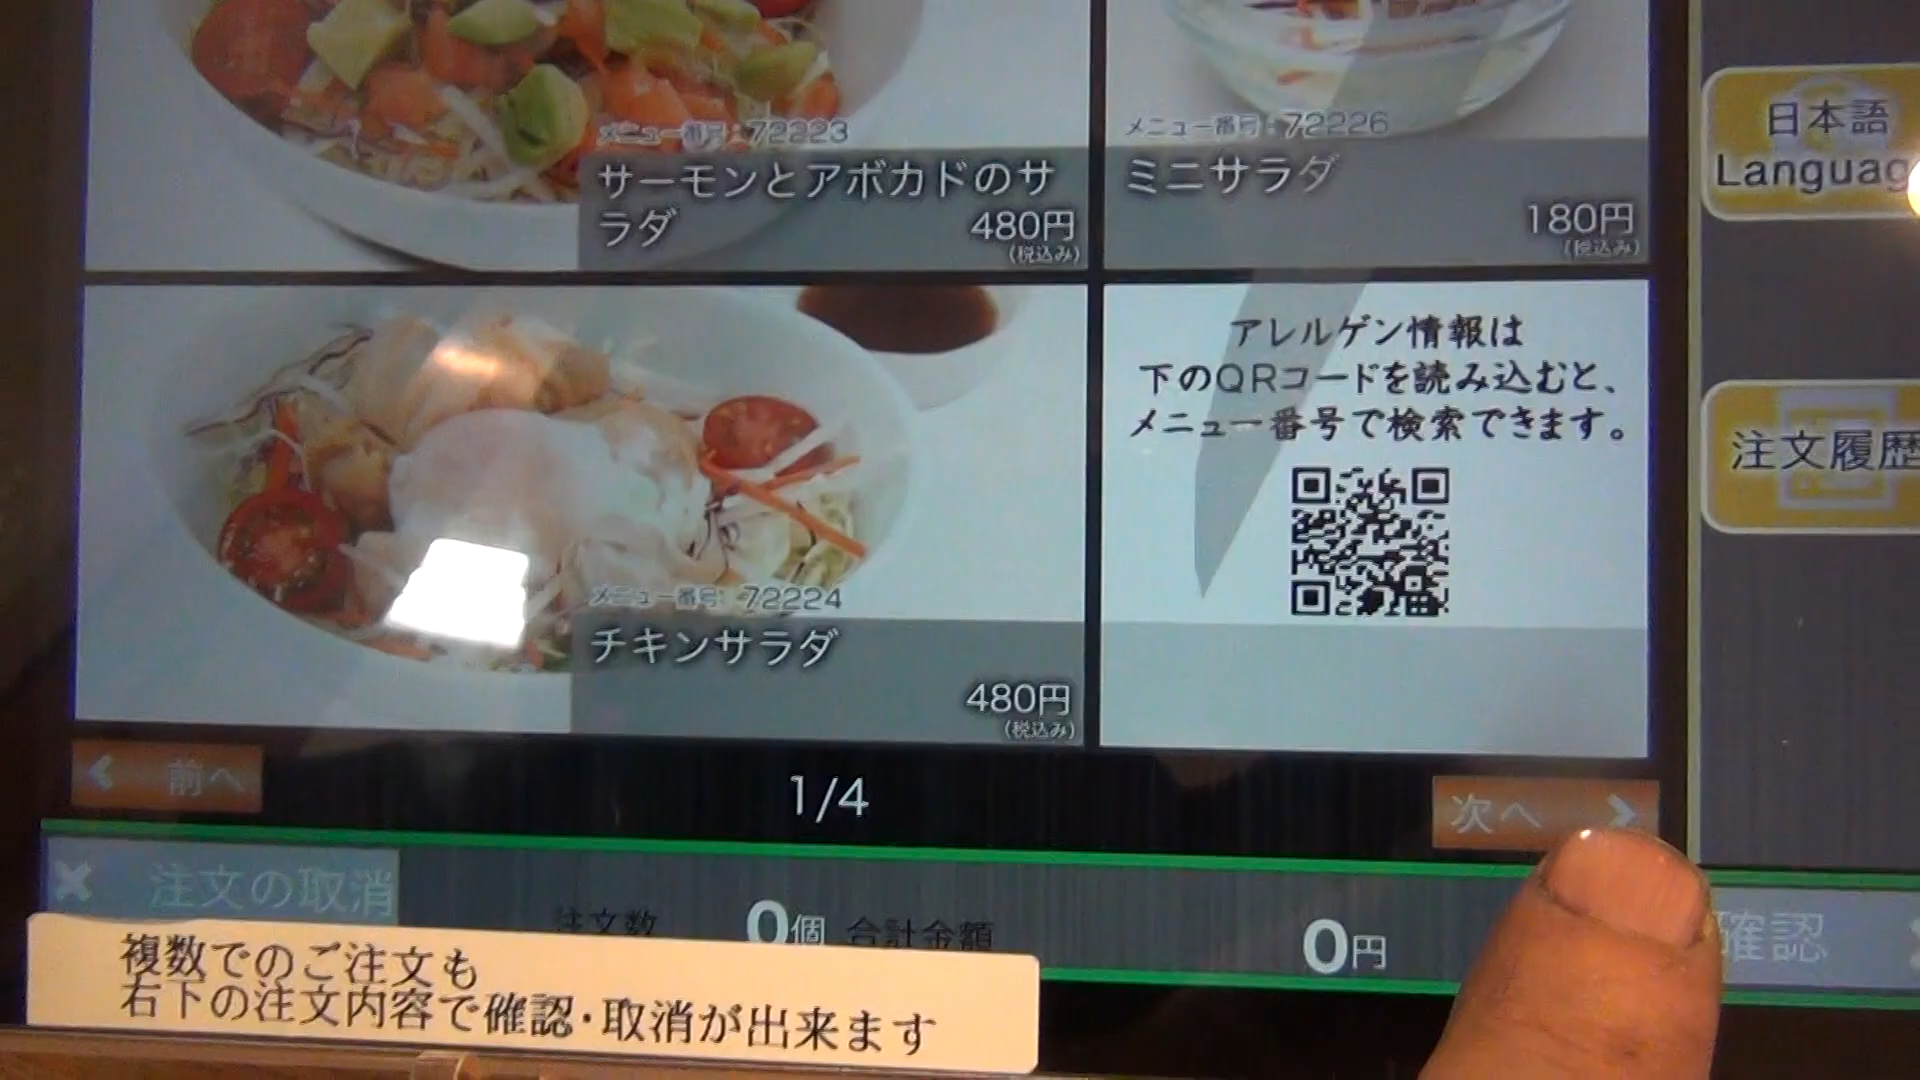 メニュー番号：72223
サーモンとアボカドのサ
ラダ
480円
(税込み)
メニュー番号：72226
ミニサラダ
180円
(税込み)
日本語
Languag
注文履歴
メニュー番号：72224
チキンサラダ
480円
(税込み)
アレルゲン情報は
下のQRコードを読み込むと、
メニュー番号で検索できます。
前へ
1/4
次へ
注文の取消
注文数
0個
合計金額
0円
確認
複数でのご注文も
右下の注文内容で確認・取消が出来ます